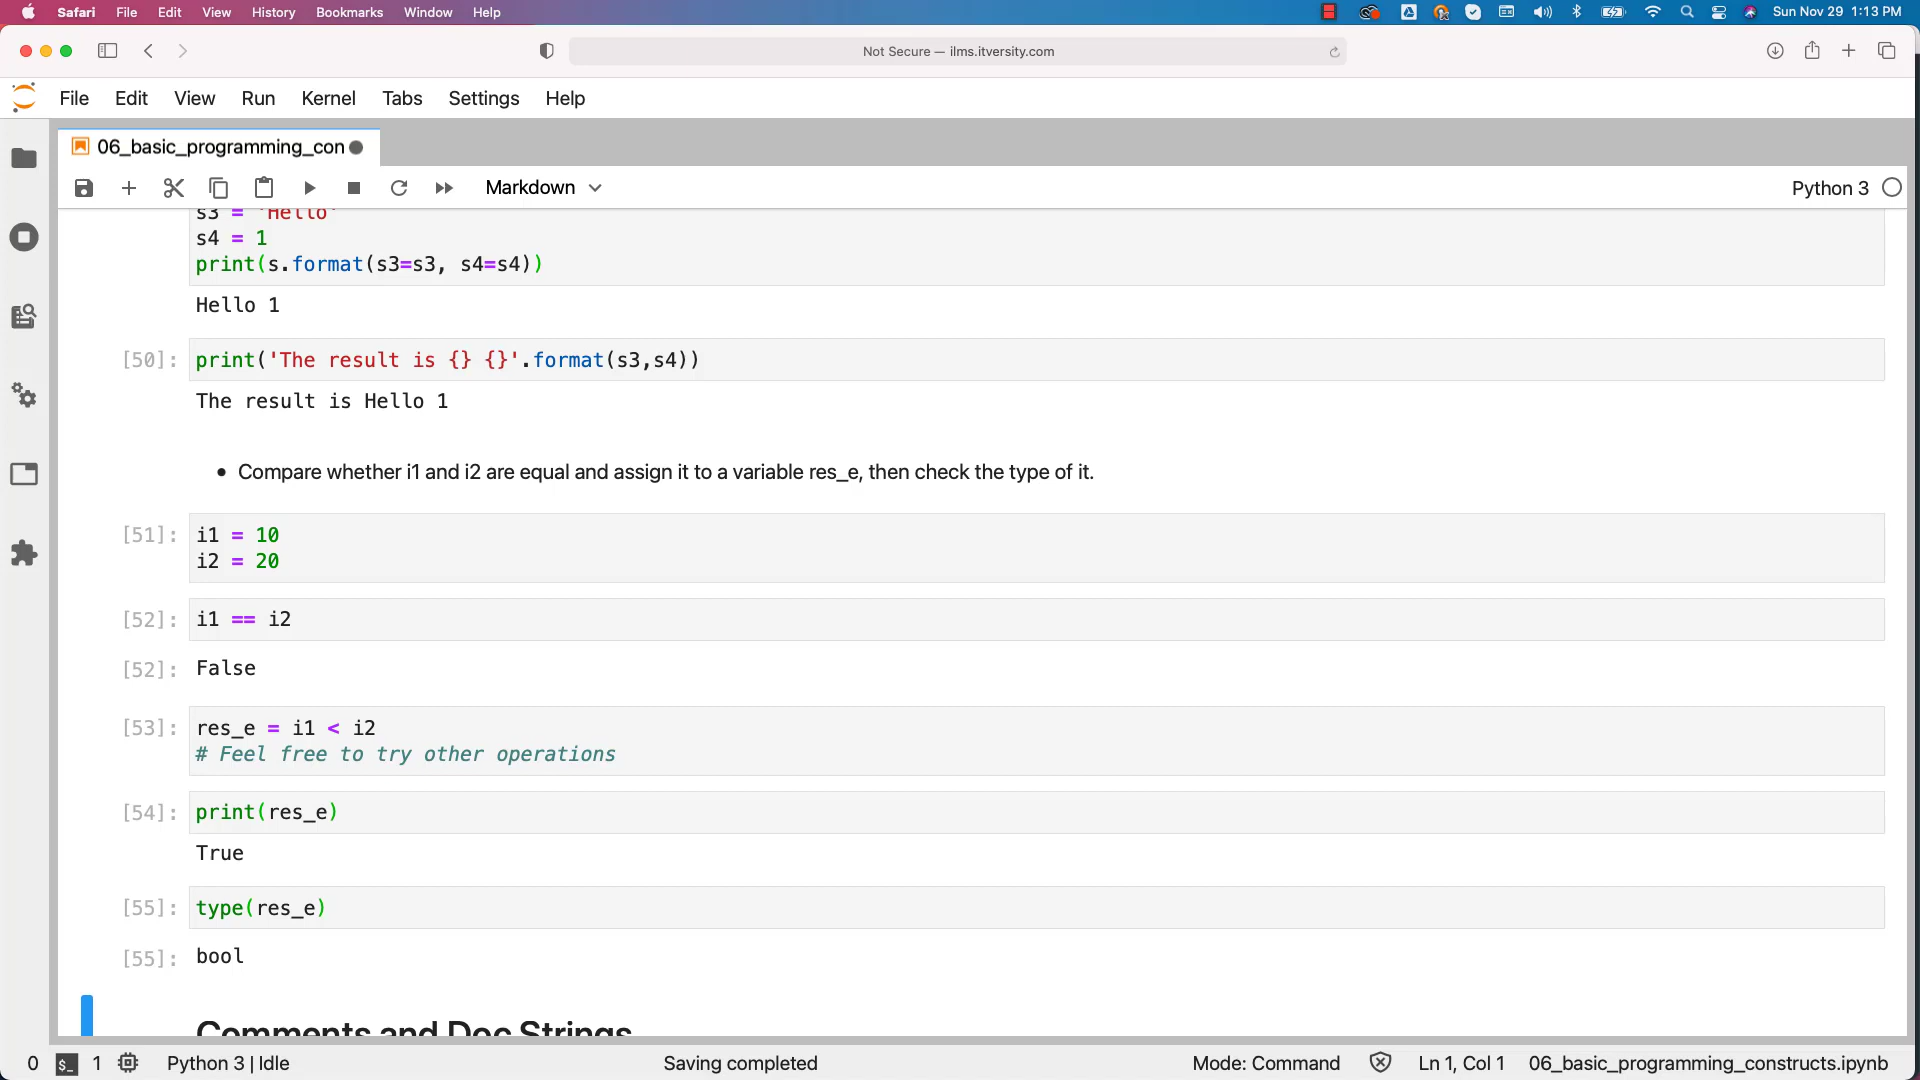 Safari File Edit View History Bookmarks Window Help Sun Nov 29 1:13 PM
Not Secure — ilms.itversity.com
File Edit View Run Kernel Tabs Settings Help
06_basic_programming_con
Markdown Python 3
s3 = 'Hello'
s4 = 1
print(s.format(s3=s3, s4=s4))
Hello 1
[50]: print('The result is {} {}'.format(s3,s4))
The result is Hello 1
• Compare whether i1 and i2 are equal and assign it to a variable res_e, then check the type of it.
[51]: i1 = 10
i2 = 20
[52]: i1 == i2
[52]: False
[53]: res_e = i1 < i2
# Feel free to try other operations
[54]: print(res_e)
True
[55]: type(res_e)
[55]: bool
Comments and Doc Strings
0 $_ 1 Python 3 | Idle Saving completed Mode: Command Ln 1, Col 1 06_basic_programming_constructs.ipynb